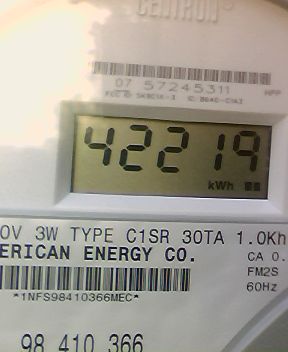 CENTRON®
07 57245311
HPP
42219
kWh
0V 3W TYPE C1SR 30TA 1.0Kh
ERICAN ENERGY CO.
CA 0.
FM2S
60Hz
*1NFS98410366MEC*
98 410 366